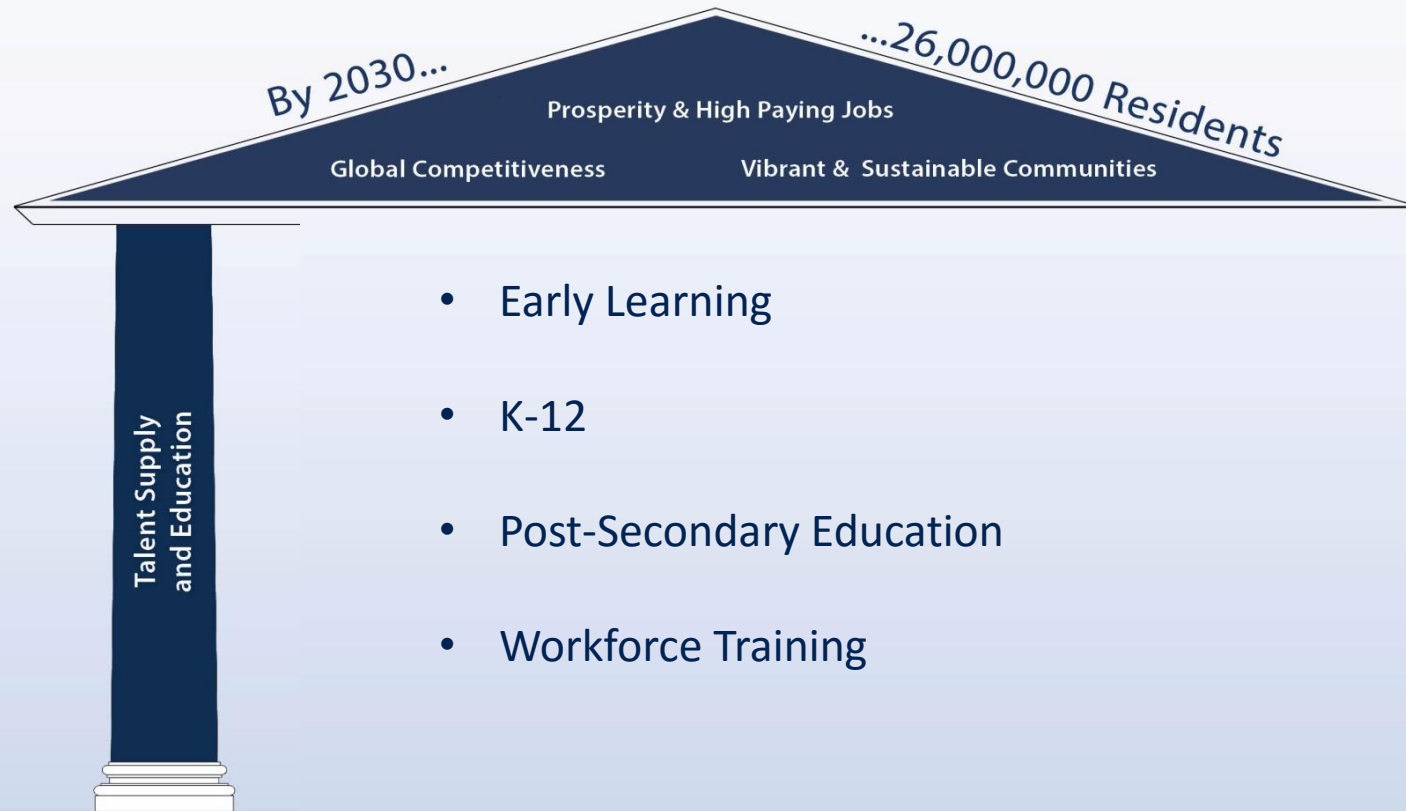 By 2030...
...26,000,000 Residents
Prosperity & High Paying Jobs
Global Competitiveness
Vibrant & Sustainable Communities
• Early Learning
• K-12
• Post-Secondary Education
• Workforce Training
Talent Supply
and Education